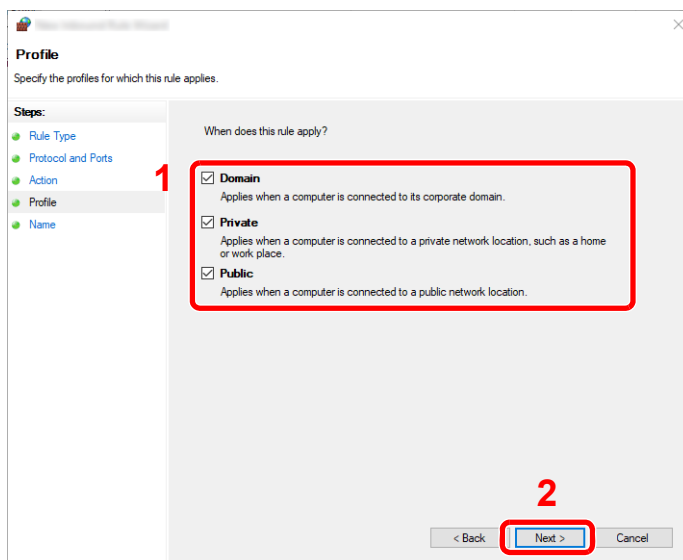 Profile
Specify the profiles for which this rule applies.
Steps:
Rule Type
Protocol and Ports
Action
Profile
Name
When does this rule apply?
1
Domain
Applies when a computer is connected to its corporate domain.
Private
Applies when a computer is connected to a private network location, such as a home
or work place.
Public
Applies when a computer is connected to a public network location.
2
< Back
Next >
Cancel